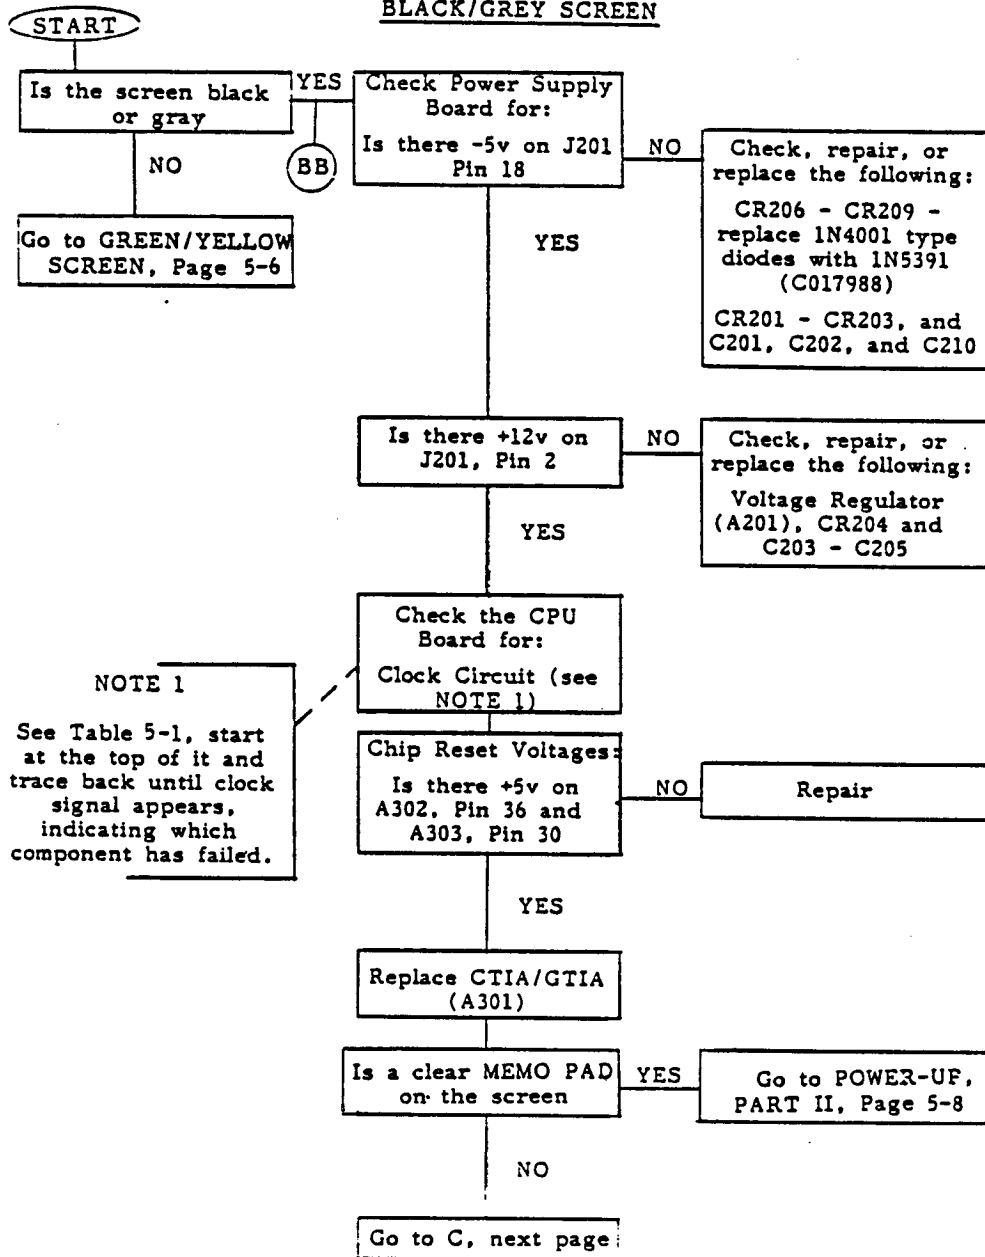 BLACK/GREY SCREEN
START
Is the screen black
or gray
YES
BB
NO
Go to GREEN/YELLOW
SCREEN, Page 5-6
Check Power Supply
Board for:
Is there -5v on J201
Pin 18
NO
Check, repair, or
replace the following:
CR206 - CR209 -
replace 1N4001 type
diodes with 1N5391
(C017988)
CR201 - CR203, and
C201, C202, and C210
YES
Is there +12v on
J201, Pin 2
NO
Check, repair, or
replace the following:
Voltage Regulator
(A201), CR204 and
C203 - C205
YES
Check the CPU
Board for:
Clock Circuit (see
NOTE 1)
NOTE 1
See Table 5-1, start
at the top of it and
trace back until clock
signal appears,
indicating which
component has failed.
Chip Reset Voltages:
Is there +5v on
A302, Pin 36 and
A303, Pin 30
NO
Repair
YES
Replace CTIA/GTIA
(A301)
Is a clear MEMO PAD
on the screen
YES
Go to POWER-UP,
PART II, Page 5-8
NO
Go to C, next page